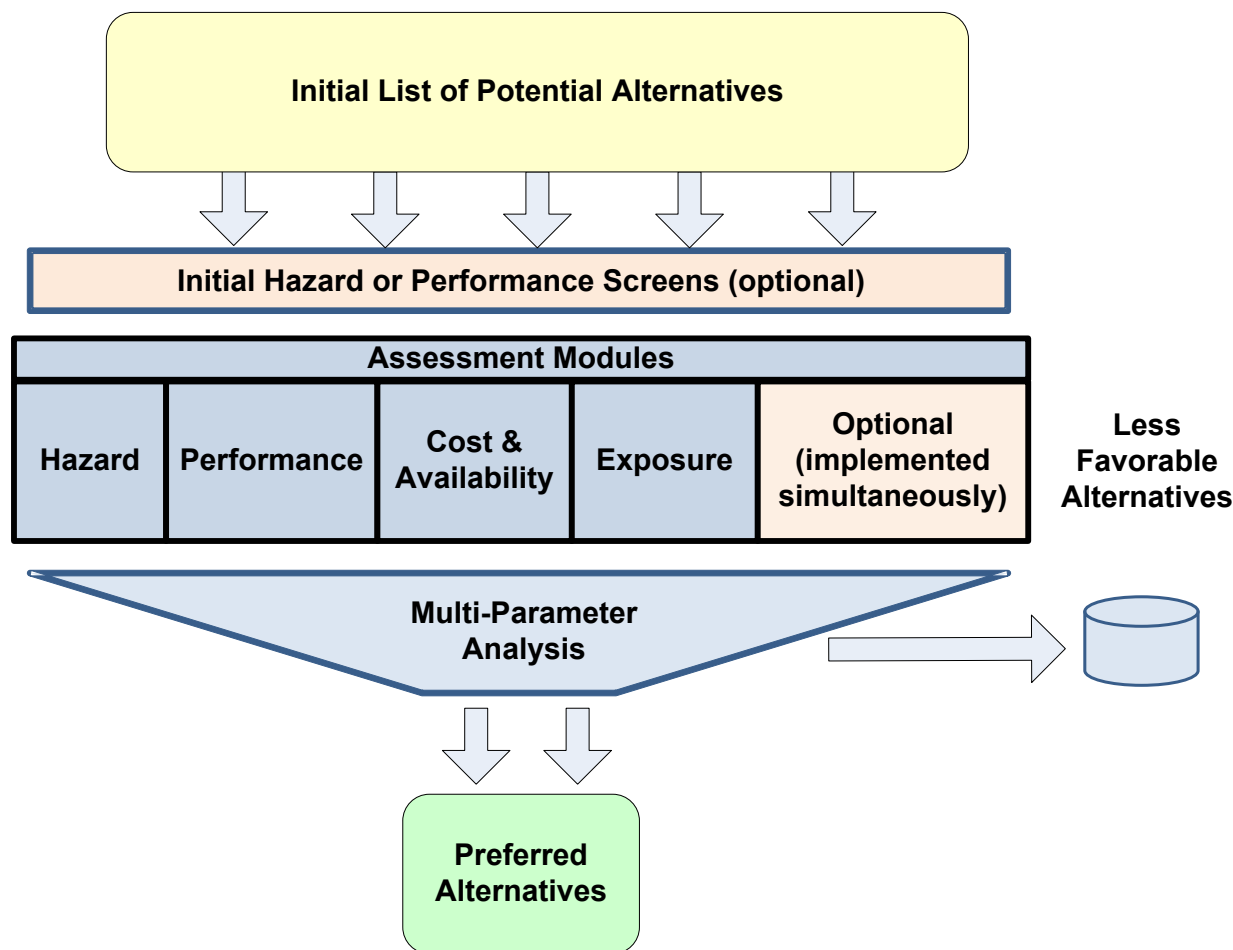 Initial List of Potential Alternatives
Initial Hazard or Performance Screens (optional)
Assessment Modules
Hazard
Performance
Cost &
Availability
Exposure
Optional
(implemented
simultaneously)
Less
Favorable
Alternatives
Multi-Parameter
Analysis
Preferred
Alternatives